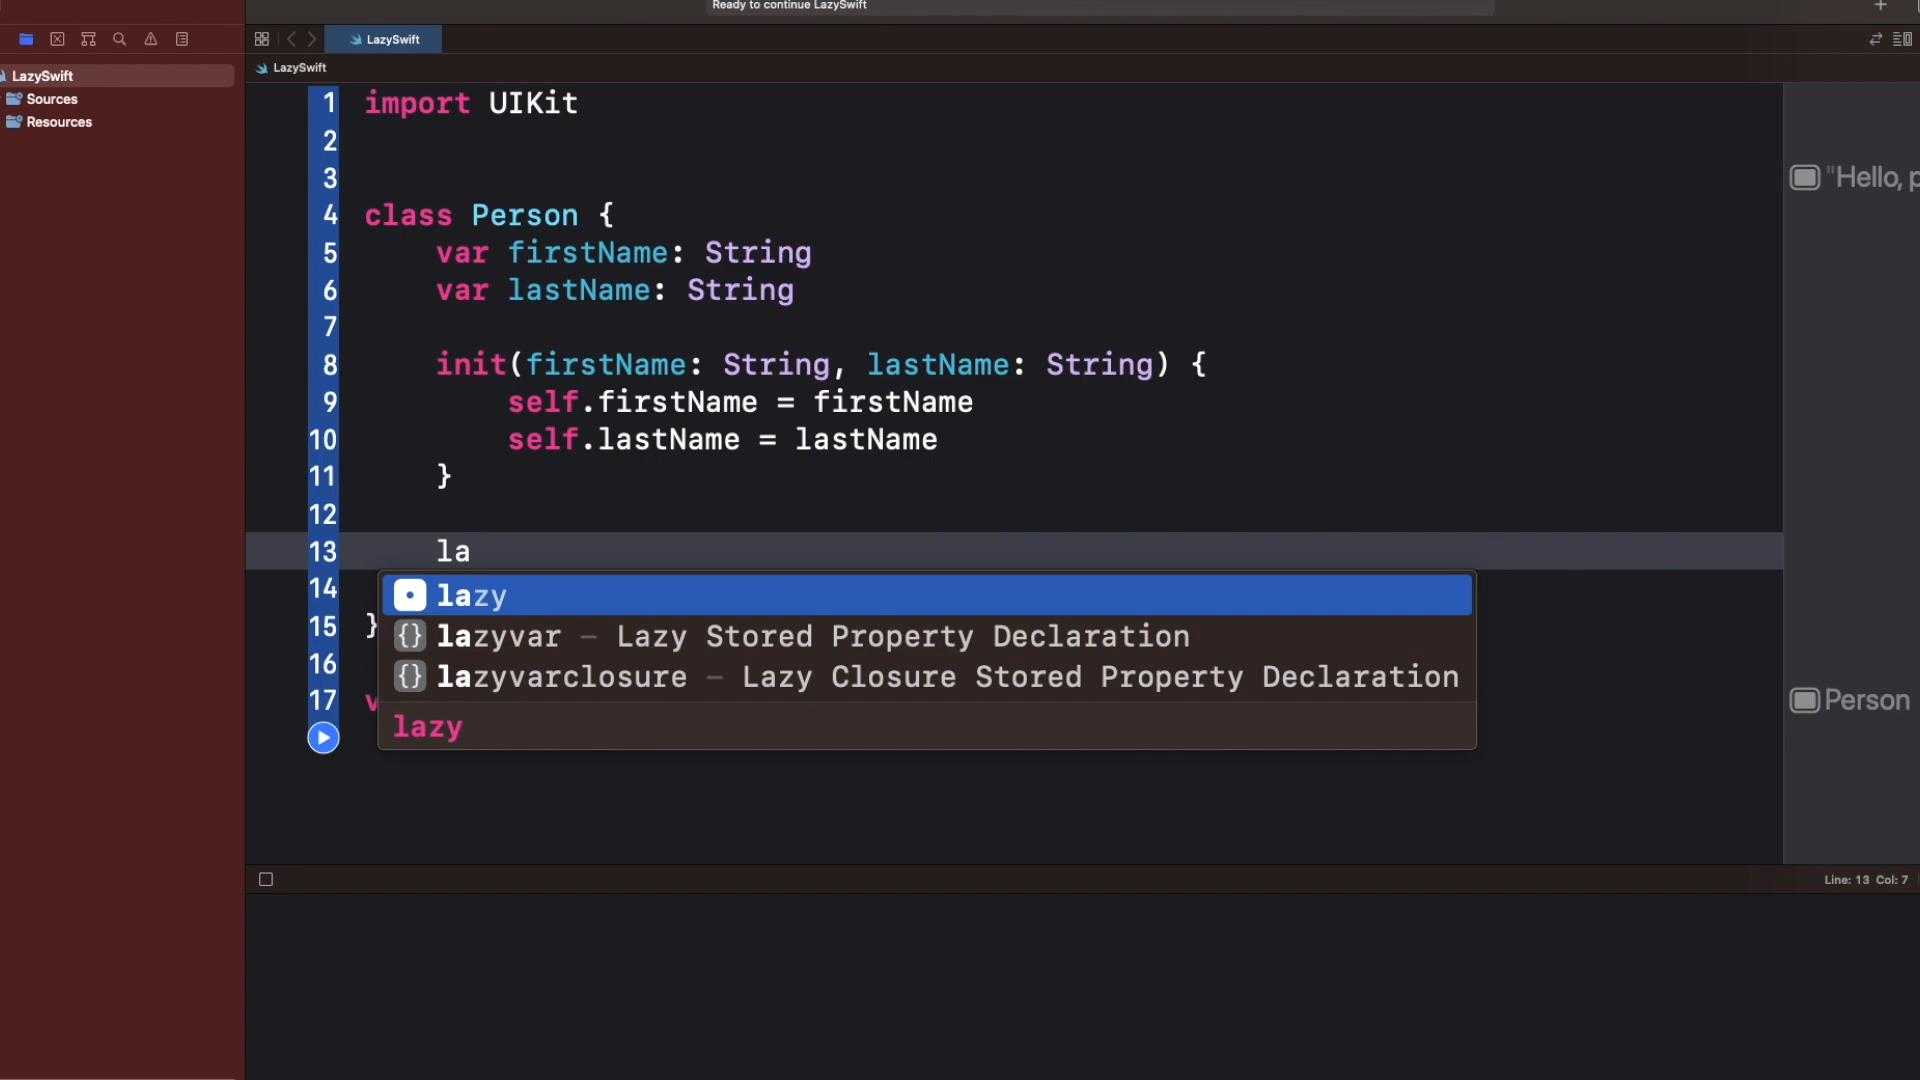 Ready to continue LazySwift
LazySwift
LazySwift
LazySwift
Sources
Resources
1 import UIKit
2
3
"Hello, p
4 class Person {
5 var firstName: String
6 var lastName: String
7
8 init(firstName: String, lastName: String) {
9 self.firstName = firstName
10 self.lastName = lastName
11 }
12
13 la
14
lazy
{} lazyvar – Lazy Stored Property Declaration
{} lazyvarclosure – Lazy Closure Stored Property Declaration
lazy
15 }
16
17 v
Person
Line: 13 Col: 7